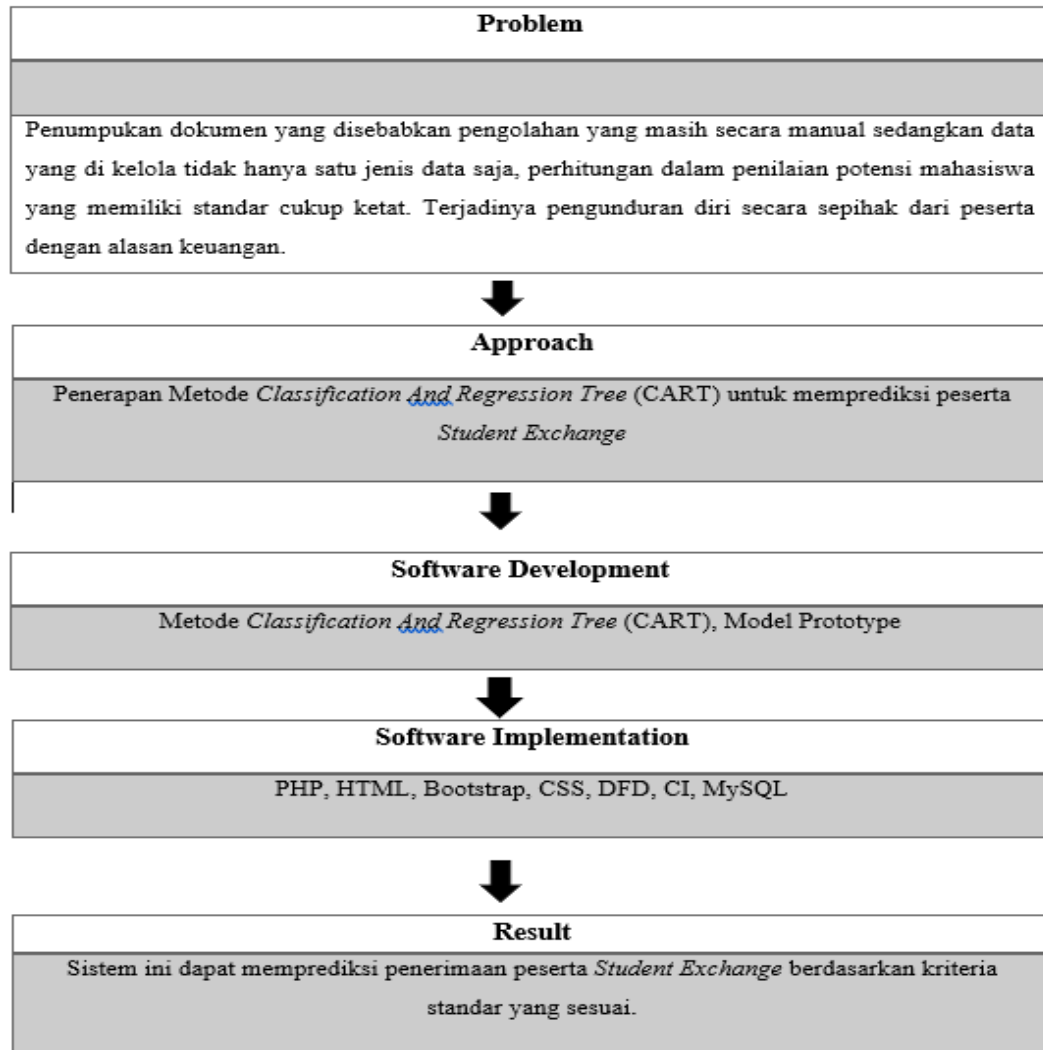 Problem
Penumpukan dokumen yang disebabkan pengolahan yang masih secara manual sedangkan data
yang di kelola tidak hanya satu jenis data saja, perhitungan dalam penilaian potensi mahasiswa
yang memiliki standar cukup ketat. Terjadinya pengunduran diri secara sepihak dari peserta
dengan alasan keuangan.
Approach
Penerapan Metode Classification And Regression Tree (CART) untuk memprediksi peserta
Student Exchange
Software Development
Metode Classification And Regression Tree (CART), Model Prototype
Software Implementation
PHP, HTML, Bootstrap, CSS, DFD, CI, MySQL
Result
Sistem ini dapat memprediksi penerimaan peserta Student Exchange berdasarkan kriteria
standar yang sesuai.